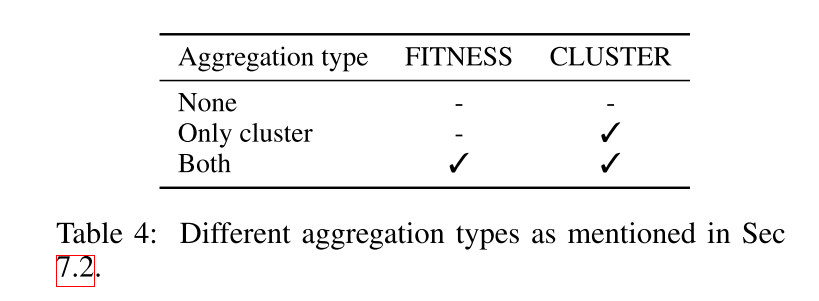 Aggregation type FITNESS CLUSTER
None - -
Only cluster - ✓
Both ✓ ✓
Table 4: Different aggregation types as mentioned in Sec
7.2.